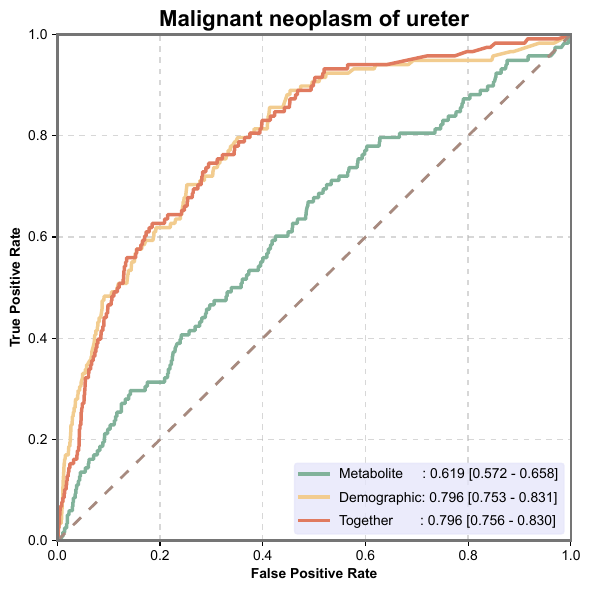 Malignant neoplasm of ureter
1.0
0.8
0.6
0.4
0.2
0.0
True Positive Rate
Metabolite : 0.619 [0.572 - 0.658]
Demographic: 0.796 [0.753 - 0.831]
Together : 0.796 [0.756 - 0.830]
0.0 0.2 0.4 0.6 0.8 1.0
False Positive Rate